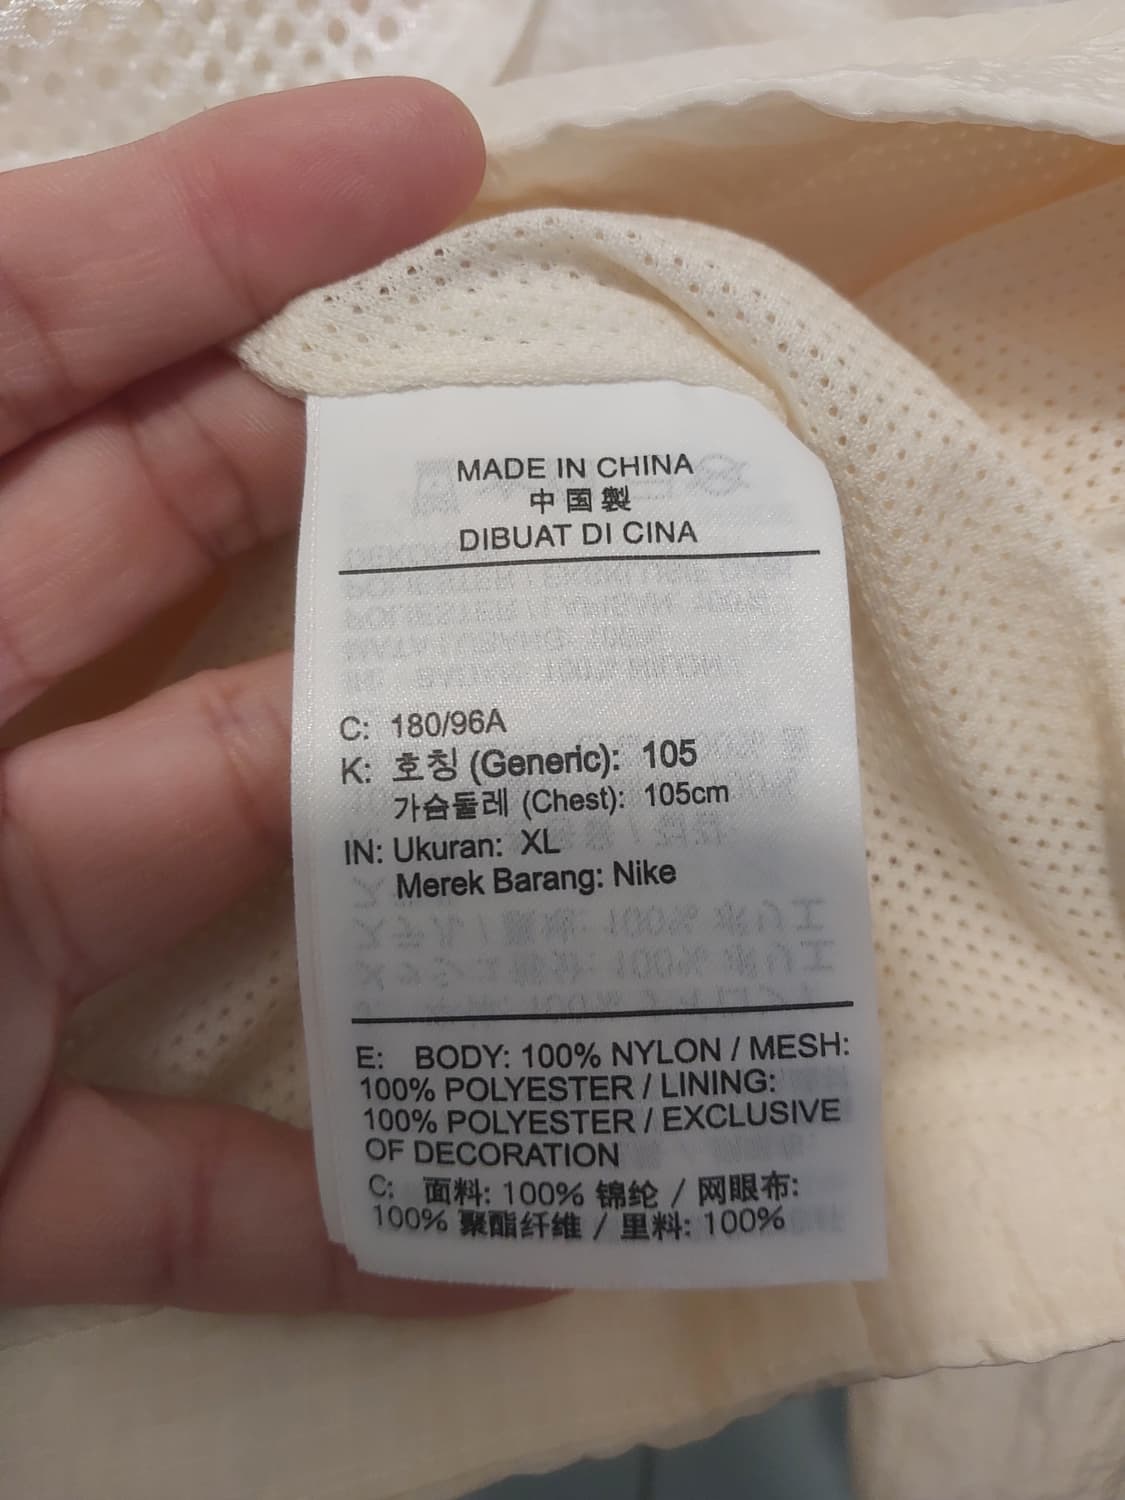 MADE IN CHINA
中国製
DIBUAT DI CINA
C: 180/96A
K: 호칭 (Generic): 105
가슴둘레 (Chest): 105cm
IN: Ukuran: XL
Merek Barang: Nike
E: BODY: 100% NYLON / MESH:
100% POLYESTER / LINING:
100% POLYESTER / EXCLUSIVE
OF DECORATION
C: 面料: 100% 锦纶 / 网眼布:
100% 聚酯纤维 / 里料: 100%